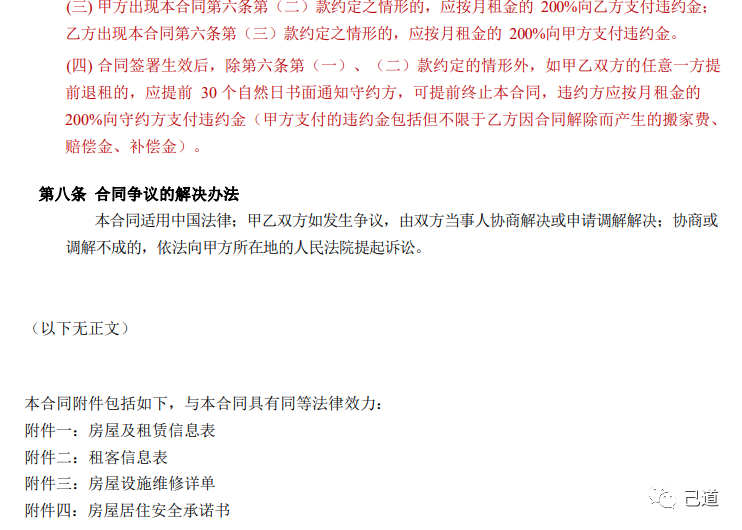 (三) 甲方出现本合同第六条第（二）款约定之情形的，应按月租金的 200%向乙方支付违约金；
乙方出现本合同第六条第（三）款约定之情形的，应按月租金的 200%向甲方支付违约金。
(四) 合同签署生效后，除第六条第（一）、（二）款约定的情形外，如甲乙双方的任意一方提
前退租的，应提前 30 个自然日书面通知守约方，可提前终止本合同，违约方应按月租金的
200%向守约方支付违约金（甲方支付的违约金包括但不限于乙方因合同解除而产生的搬家费、
赔偿金、补偿金）。
第八条 合同争议的解决办法
本合同适用中国法律；甲乙双方如发生争议，由双方当事人协商解决或申请调解解决；协商或
调解不成的，依法向甲方所在地的人民法院提起诉讼。
（以下无正文）
本合同附件包括如下，与本合同具有同等法律效力：
附件一：房屋及租赁信息表
附件二：租客信息表
附件三：房屋设施维修详单
附件四：房屋居住安全承诺书
己道